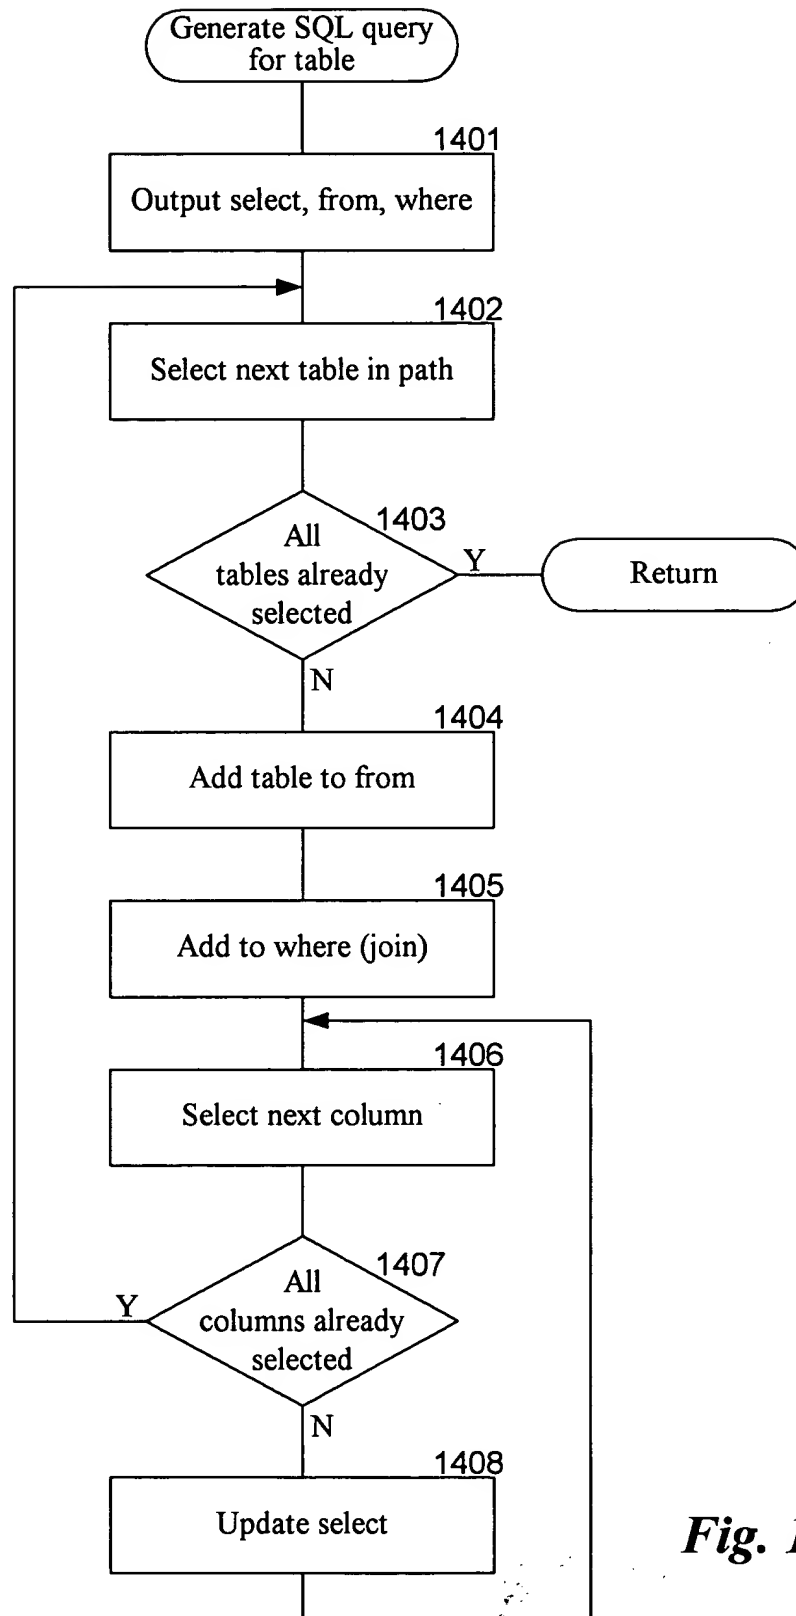 Generate SQL query
for table
1401
Output select, from, where
1402
Select next table in path
1403
All
tables already
selected
Y
Return
N
1404
Add table to from
1405
Add to where (join)
1406
Select next column
1407
All
columns already
selected
Y
N
1408
Update select
Fig.